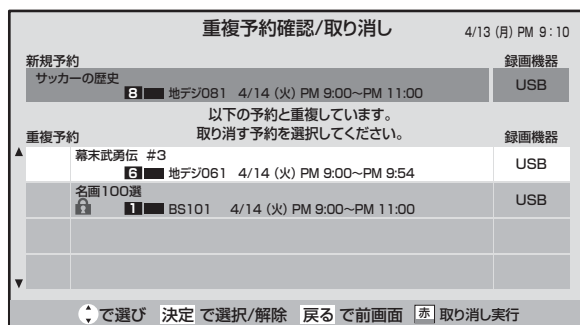 重複予約確認/取り消し 4/13 (月) PM 9:10
新規予約 録画機器
サッカーの歴史
8 地デジ081 4/14 (火) PM 9:00~PM 11:00 USB
以下の予約と重複しています。
取り消す予約を選択してください。
重複予約 録画機器
幕末武勇伝 #3
6 地デジ061 4/14 (火) PM 9:00~PM 9:54 USB
名画100選
1 BS101 4/14 (火) PM 9:00~PM 11:00 USB
で選び 決定 で選択/解除 戻る で前画面 赤 取り消し実行